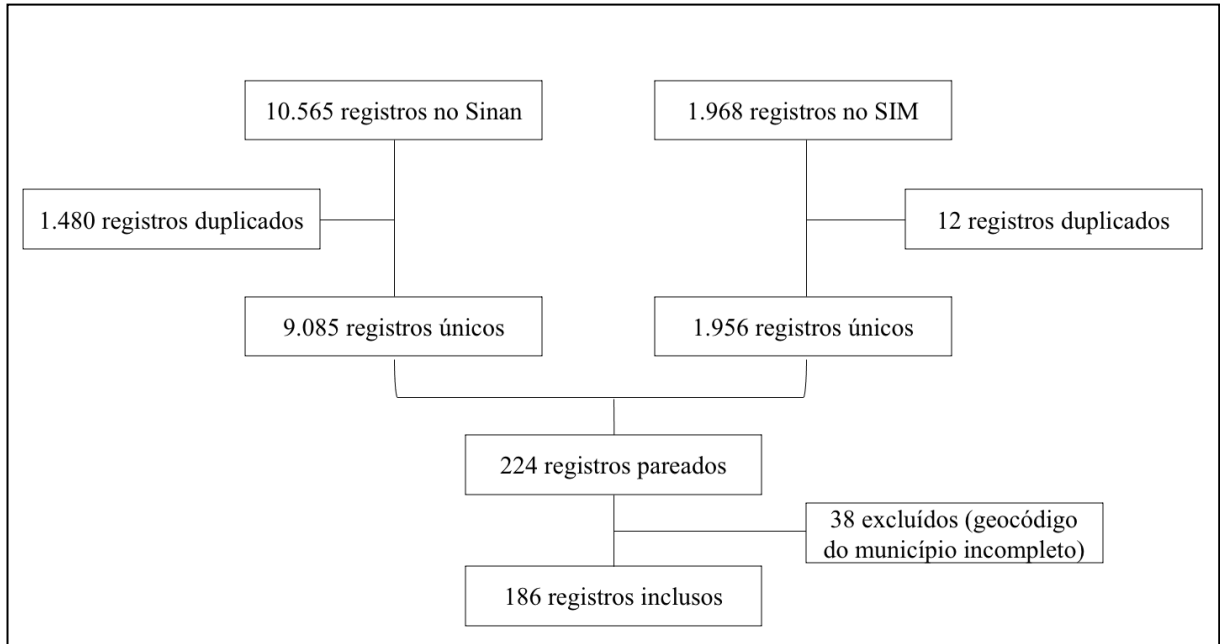 10.565 registros no Sinan
1.968 registros no SIM
1.480 registros duplicados
12 registros duplicados
9.085 registros únicos
1.956 registros únicos
224 registros pareados
38 excluídos (geocódigo
do município incompleto)
186 registros inclusos